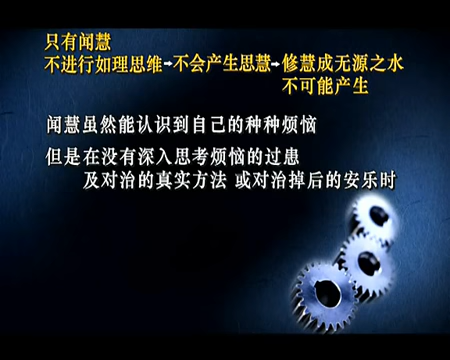 只有闻慧
不进行如理思维→不会产生思慧→修慧成无源之水
不可能产生
闻慧虽然能认识到自己的种种烦恼
但是在没有深入思考烦恼的过患
及对治的真实方法 或对治掉后的安乐时